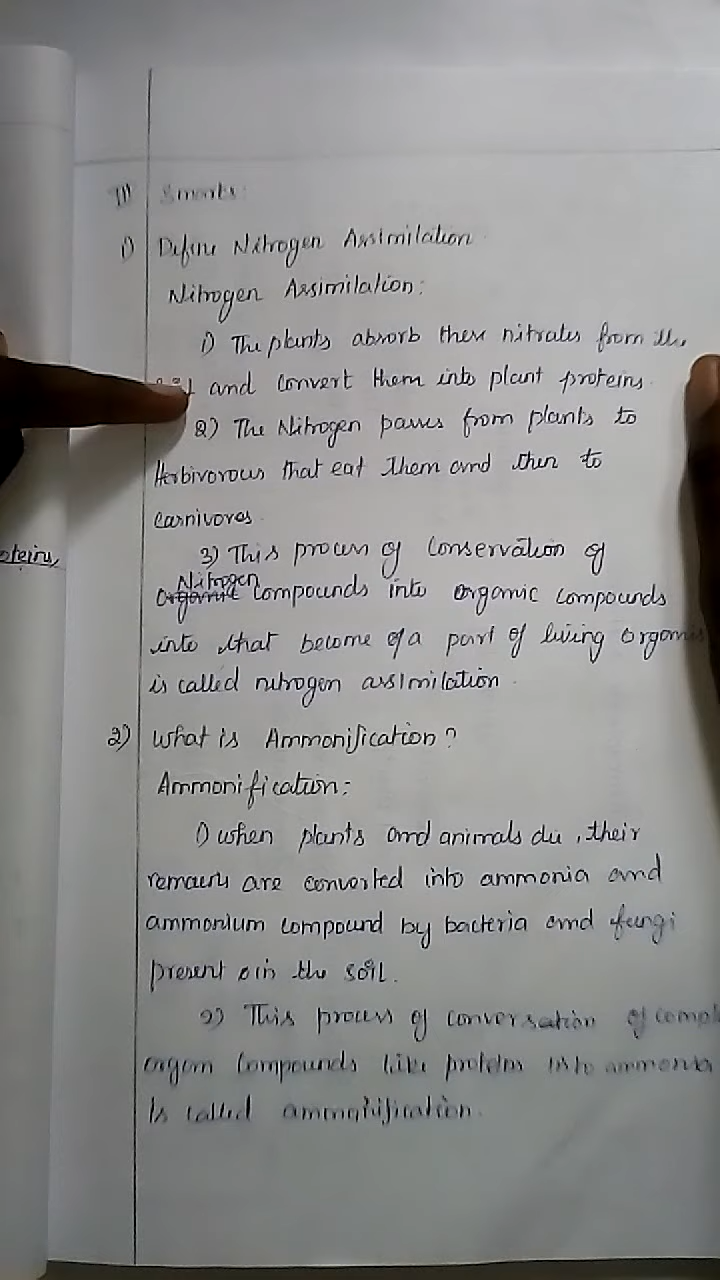 II) 5marks:
1) Define Nitrogen Assimilation
Nitrogen Assimilation:
1) The plants absorb these nitrates from the
and convert them into plant proteins.
2) The Nitrogen passes from plants to
Herbivorous that eat them and then to
carnivores.
3) This process of conservation of
Nitrogen
organic compounds into organic compounds
into that become of a part of living organis
is called nitrogen assimilation.
oteins,
2) What is Ammonification?
Ammonification:
1) when plants and animals die, their
remains are converted into ammonia and
ammonium compound by bacteria and fungi
present in the soil.
2) This process of conversation of compl
organ compounds like proteins into ammonia
is called ammonification.